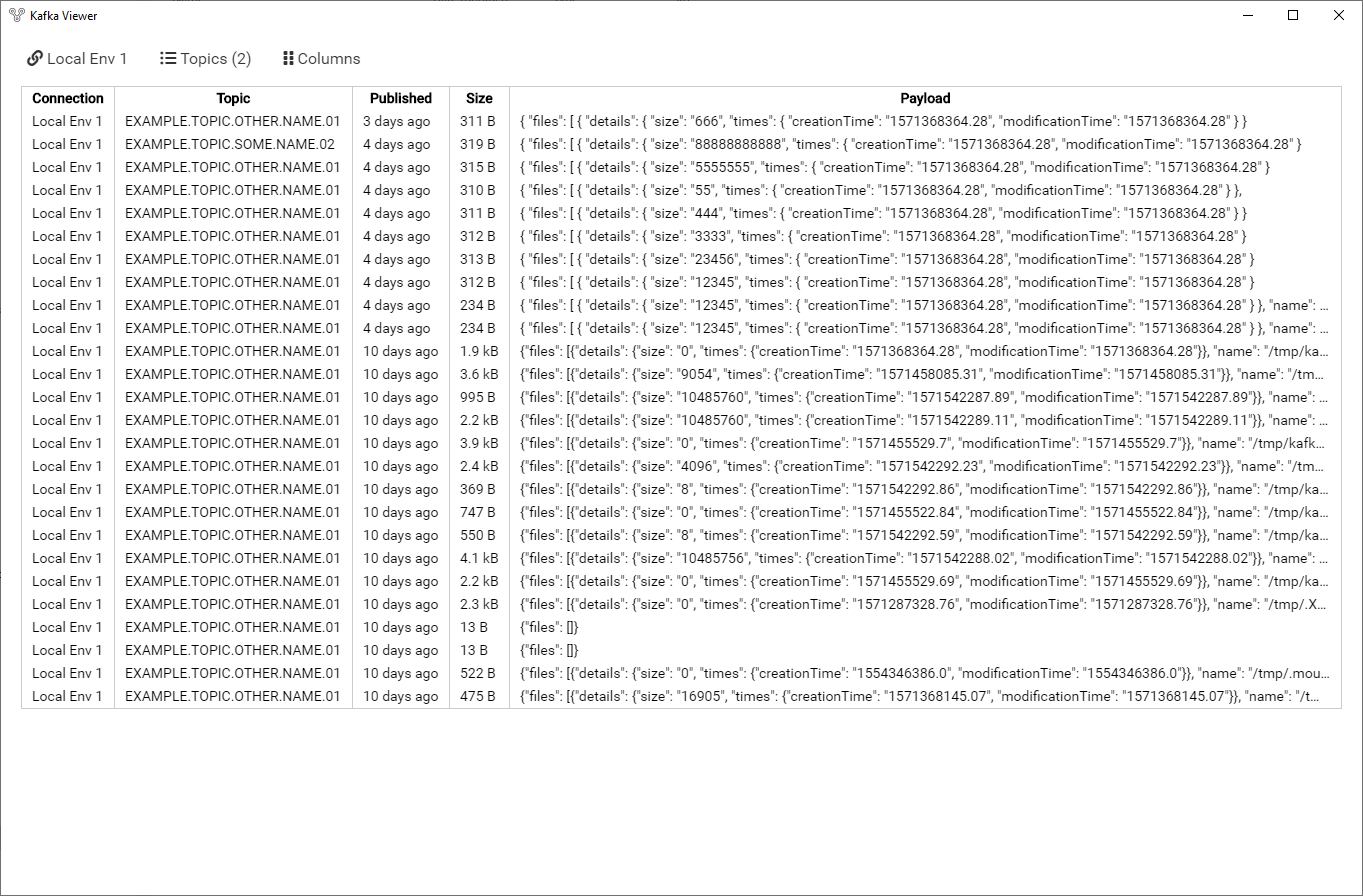 Kafka Viewer
Local Env 1 Topics (2) Columns
Connection Topic Published Size Payload
Local Env 1 EXAMPLE.TOPIC.OTHER.NAME.01 3 days ago 311 B { "files": [ { "details": { "size": "666", "times": { "creationTime": "1571368364.28", "modificationTime": "1571368364.28" } }
Local Env 1 EXAMPLE.TOPIC.SOME.NAME.02 4 days ago 319 B { "files": [ { "details": { "size": "88888888888", "times": { "creationTime": "1571368364.28", "modificationTime": "1571368364.28" }
Local Env 1 EXAMPLE.TOPIC.OTHER.NAME.01 4 days ago 315 B { "files": [ { "details": { "size": "5555555", "times": { "creationTime": "1571368364.28", "modificationTime": "1571368364.28" }
Local Env 1 EXAMPLE.TOPIC.OTHER.NAME.01 4 days ago 310 B { "files": [ { "details": { "size": "55", "times": { "creationTime": "1571368364.28", "modificationTime": "1571368364.28" } },
Local Env 1 EXAMPLE.TOPIC.OTHER.NAME.01 4 days ago 311 B { "files": [ { "details": { "size": "444", "times": { "creationTime": "1571368364.28", "modificationTime": "1571368364.28" } }
Local Env 1 EXAMPLE.TOPIC.OTHER.NAME.01 4 days ago 312 B { "files": [ { "details": { "size": "3333", "times": { "creationTime": "1571368364.28", "modificationTime": "1571368364.28" }
Local Env 1 EXAMPLE.TOPIC.OTHER.NAME.01 4 days ago 313 B { "files": [ { "details": { "size": "23456", "times": { "creationTime": "1571368364.28", "modificationTime": "1571368364.28" }
Local Env 1 EXAMPLE.TOPIC.OTHER.NAME.01 4 days ago 312 B { "files": [ { "details": { "size": "12345", "times": { "creationTime": "1571368364.28", "modificationTime": "1571368364.28" }
Local Env 1 EXAMPLE.TOPIC.OTHER.NAME.01 4 days ago 234 B { "files": [ { "details": { "size": "12345", "times": { "creationTime": "1571368364.28", "modificationTime": "1571368364.28" } }, "name": ...
Local Env 1 EXAMPLE.TOPIC.OTHER.NAME.01 4 days ago 234 B { "files": [ { "details": { "size": "12345", "times": { "creationTime": "1571368364.28", "modificationTime": "1571368364.28" } }, "name": ...
Local Env 1 EXAMPLE.TOPIC.OTHER.NAME.01 10 days ago 1.9 kB {"files": [{"details": {"size": "0", "times": {"creationTime": "1571368364.28", "modificationTime": "1571368364.28"}}, "name": "/tmp/ka...
Local Env 1 EXAMPLE.TOPIC.OTHER.NAME.01 10 days ago 3.6 kB {"files": [{"details": {"size": "9054", "times": {"creationTime": "1571458085.31", "modificationTime": "1571458085.31"}}, "name": "/tm...
Local Env 1 EXAMPLE.TOPIC.OTHER.NAME.01 10 days ago 995 B {"files": [{"details": {"size": "10485760", "times": {"creationTime": "1571542287.89", "modificationTime": "1571542287.89"}}, "name": ...
Local Env 1 EXAMPLE.TOPIC.OTHER.NAME.01 10 days ago 2.2 kB {"files": [{"details": {"size": "10485760", "times": {"creationTime": "1571542289.11", "modificationTime": "1571542289.11"}}, "name": ...
Local Env 1 EXAMPLE.TOPIC.OTHER.NAME.01 10 days ago 3.9 kB {"files": [{"details": {"size": "0", "times": {"creationTime": "1571455529.7", "modificationTime": "1571455529.7"}}, "name": "/tmp/kafk...
Local Env 1 EXAMPLE.TOPIC.OTHER.NAME.01 10 days ago 2.4 kB {"files": [{"details": {"size": "4096", "times": {"creationTime": "1571542292.23", "modificationTime": "1571542292.23"}}, "name": "/tm...
Local Env 1 EXAMPLE.TOPIC.OTHER.NAME.01 10 days ago 369 B {"files": [{"details": {"size": "8", "times": {"creationTime": "1571542292.86", "modificationTime": "1571542292.86"}}, "name": "/tmp/ka...
Local Env 1 EXAMPLE.TOPIC.OTHER.NAME.01 10 days ago 747 B {"files": [{"details": {"size": "0", "times": {"creationTime": "1571455522.84", "modificationTime": "1571455522.84"}}, "name": "/tmp/ka...
Local Env 1 EXAMPLE.TOPIC.OTHER.NAME.01 10 days ago 550 B {"files": [{"details": {"size": "8", "times": {"creationTime": "1571542292.59", "modificationTime": "1571542292.59"}}, "name": "/tmp/ka...
Local Env 1 EXAMPLE.TOPIC.OTHER.NAME.01 10 days ago 4.1 kB {"files": [{"details": {"size": "10485756", "times": {"creationTime": "1571542288.02", "modificationTime": "1571542288.02"}}, "name": ...
Local Env 1 EXAMPLE.TOPIC.OTHER.NAME.01 10 days ago 2.2 kB {"files": [{"details": {"size": "0", "times": {"creationTime": "1571455529.69", "modificationTime": "1571455529.69"}}, "name": "/tmp/ka...
Local Env 1 EXAMPLE.TOPIC.OTHER.NAME.01 10 days ago 2.3 kB {"files": [{"details": {"size": "0", "times": {"creationTime": "1571287328.76", "modificationTime": "1571287328.76"}}, "name": "/tmp/.X...
Local Env 1 EXAMPLE.TOPIC.OTHER.NAME.01 10 days ago 13 B {"files": []}
Local Env 1 EXAMPLE.TOPIC.OTHER.NAME.01 10 days ago 13 B {"files": []}
Local Env 1 EXAMPLE.TOPIC.OTHER.NAME.01 10 days ago 522 B {"files": [{"details": {"size": "0", "times": {"creationTime": "1554346386.0", "modificationTime": "1554346386.0"}}, "name": "/tmp/.mou...
Local Env 1 EXAMPLE.TOPIC.OTHER.NAME.01 10 days ago 475 B {"files": [{"details": {"size": "16905", "times": {"creationTime": "1571368145.07", "modificationTime": "1571368145.07"}}, "name": "/t...